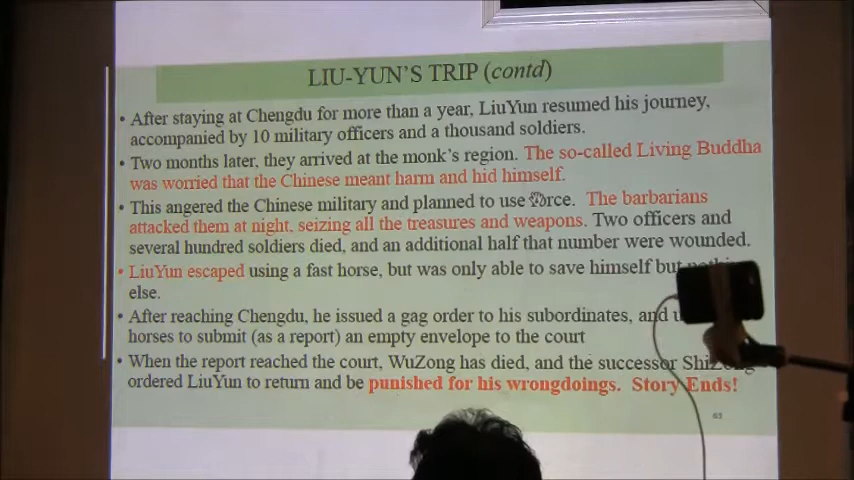 LIU-YUN'S TRIP (contd)
• After staying at Chengdu for more than a year, LiuYun resumed his journey,
accompanying by 10 military officers and a thousand soldiers.
• Two months later, they arrived at the monk's region. The so-called Living Buddha
was worried that the Chinese meant harm and hid himself.
• This angered the Chinese military and planned to use force. The barbarians
attacked them at night, seizing all the treasures and weapons. Two officers and
several hundred soldiers died, and an additional half that number were wounded.
• LiuYun escaped using a fast horse, but was only able to save himself but
else.
• After reaching Chengdu, he issued a gag order to his subordinates, and
horses to submit (as a report) an empty envelope to the court
• When the report reached the court, WuZong has died, and the successor
ordered LiuYun to return and be punished for his wrongdoings. Story Ends!
63